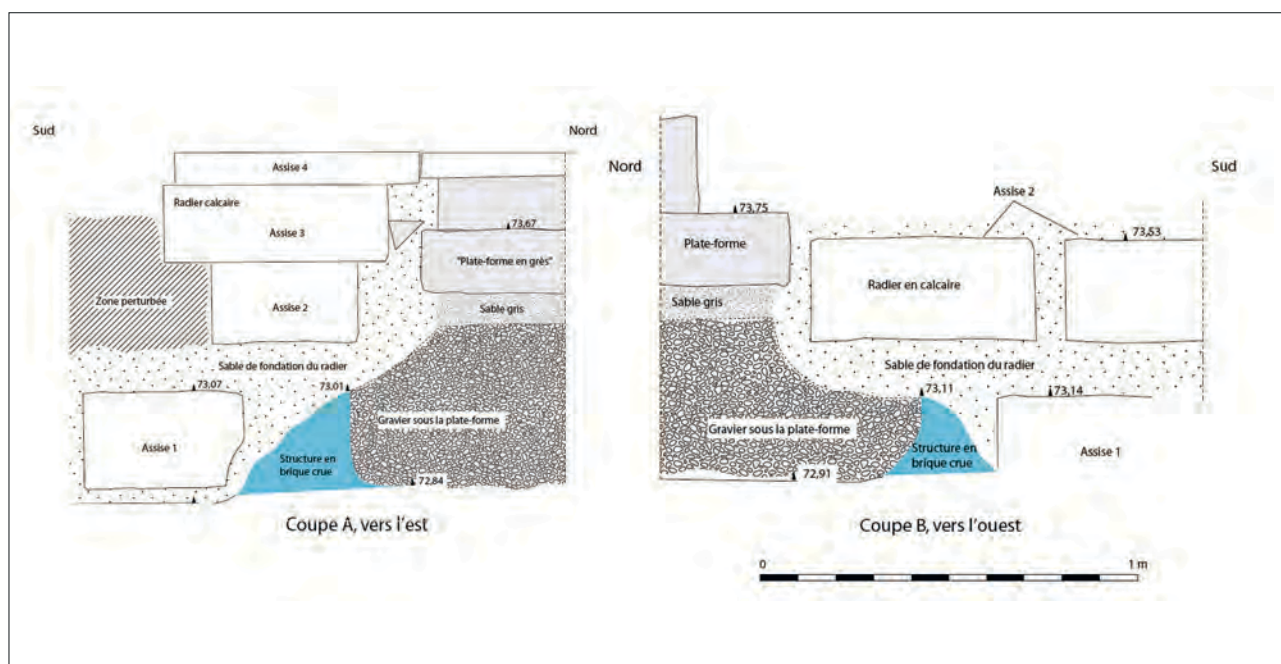 Sud
Nord
Assise 4
Radier calcaire
Assise 3
73,67
"Plate-forme en grès"
Zone perturbée
Assise 2
Sable gris
Sable de fondation du radier
73,07
73,01
Gravier sous la plate-forme
Assise 1
Structure en
brique crue
72,84
Coupe A, vers l'est
Nord
Sud
Assise 2
73,75
73,53
Plate-forme
Radier en calcaire
Sable gris
Sable de fondation du radier
73,11
73,14
Gravier sous la plate-forme
Structure en
brique crue
Assise 1
72,91
Coupe B, vers l'ouest
0
1 m